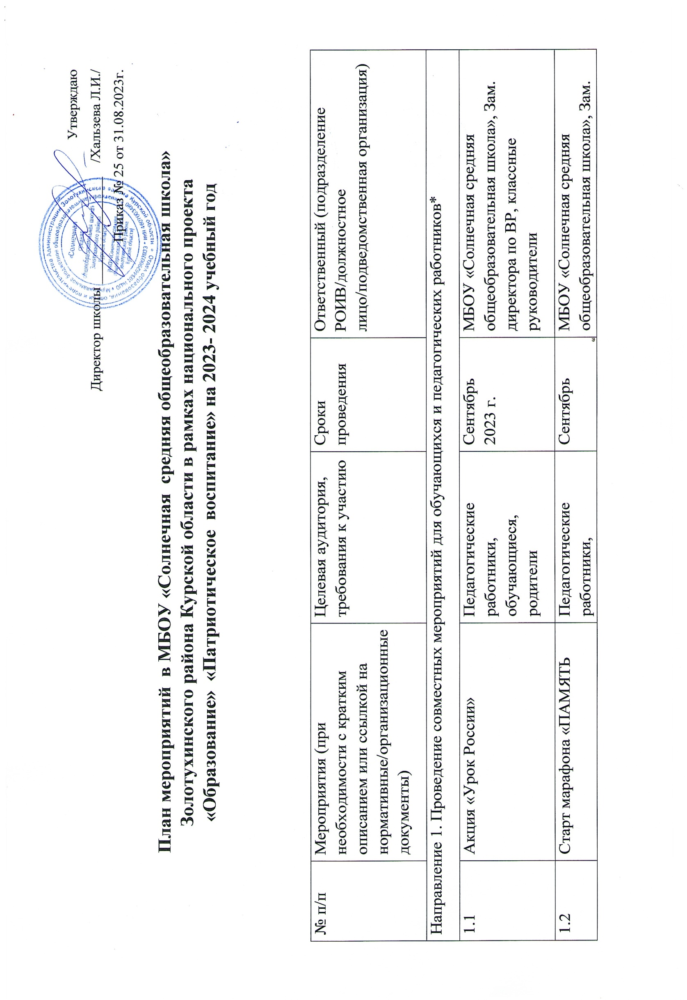 Утверждаю
Директор школы /Хальзева Л.И./
Приказ № 25 от 31.08.2023г.
План мероприятий в МБОУ «Солнечная средняя общеобразовательная школа»
Золотухинского района Курской области в рамках национального проекта
«Образование» «Патриотическое воспитание» на 2023- 2024 учебный год
№ п/п
Мероприятия (при
необходимости с кратким
описанием или ссылкой на
нормативные/организационные
документы)
Целевая аудитория,
требования к участию
Сроки
проведения
Ответственный (подразделение
РОИВ/должностное
лицо/подведомственная организация)
Направление 1. Проведение совместных мероприятий для обучающихся и педагогических работников*
1.1
Акция «Урок России»
Педагогические
работники,
обучающиеся,
родители
Сентябрь
2023 г.
МБОУ «Солнечная средняя
общеобразовательная школа», Зам.
директора по ВР, классные
руководители
1.2
Старт марафона «ПАМЯТЬ
Педагогические
работники,
Сентябрь
МБОУ «Солнечная средняя
общеобразовательная школа», Зам.
«Солнечная
средняя
общеобразовательная школа»
Золотухинского района
Курской области